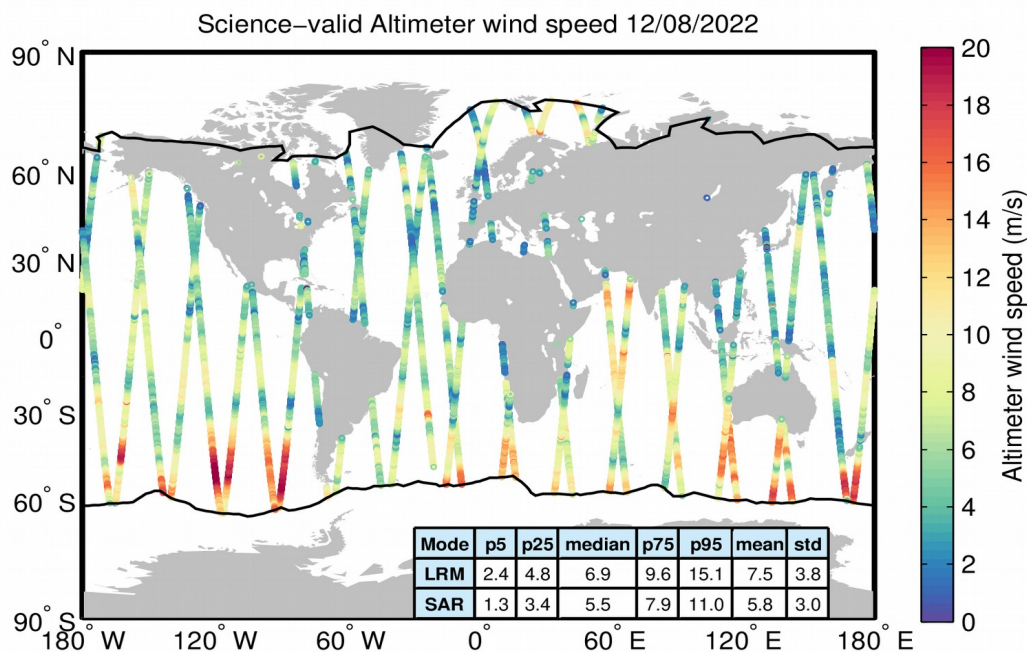 Science−valid Altimeter wind speed 12/08/2022
90° N
60° N
30° N
0°
30° S
60° S
90° S
180° W
120° W
60° W
0°
60° E
120° E
180° E
Mode p5 p25 median p75 p95 mean std
LRM 2.4 4.8 6.9 9.6 15.1 7.5 3.8
SAR 1.3 3.4 5.5 7.9 11.0 5.8 3.0
20
18
16
14
12
10
8
6
4
2
0
Altimeter wind speed (m/s)